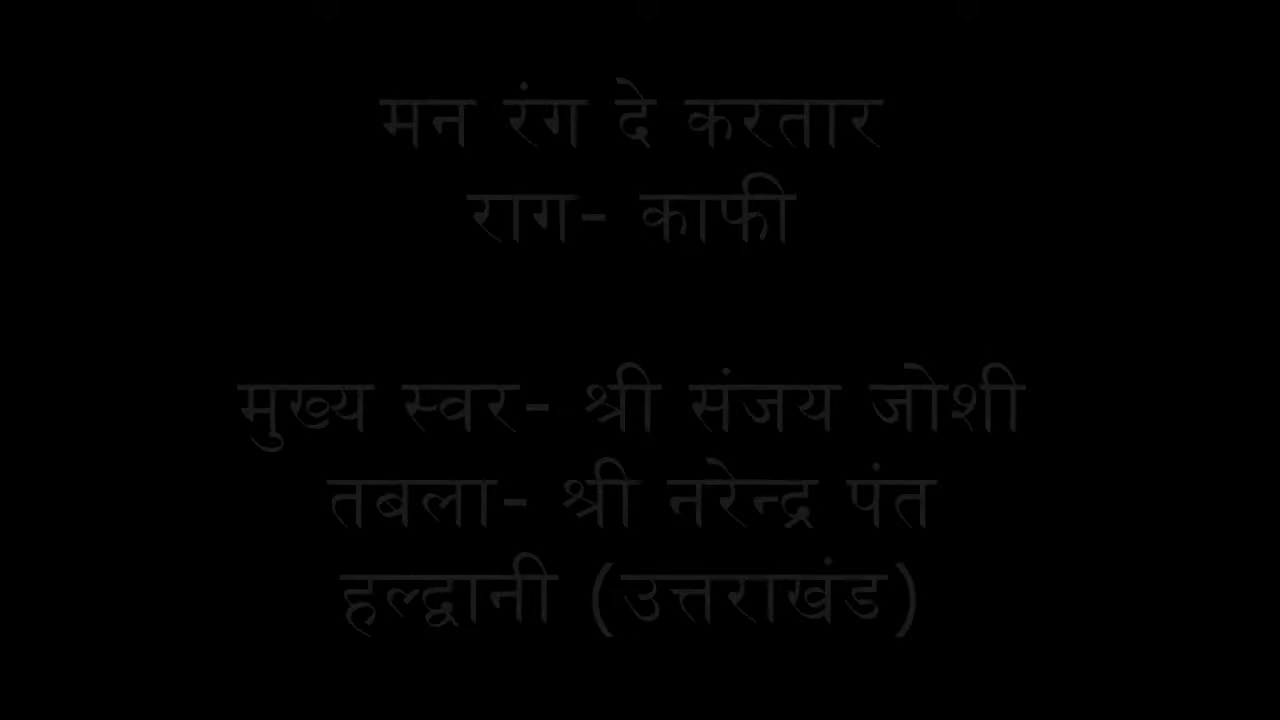 मन रंग दे करतार
राग- काफी
मुख्य स्वर- श्री संजय जोशी
तबला- श्री नरेन्द्र पंत
हल्द्वानी (उत्तराखंड)